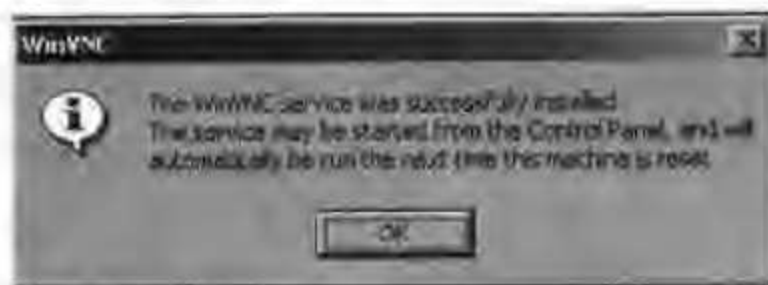 WinVNC
The WinVNC service was successfully installed
The service may be started from the Control Panel, and will
automatically be run the next time this machine is reset
OK